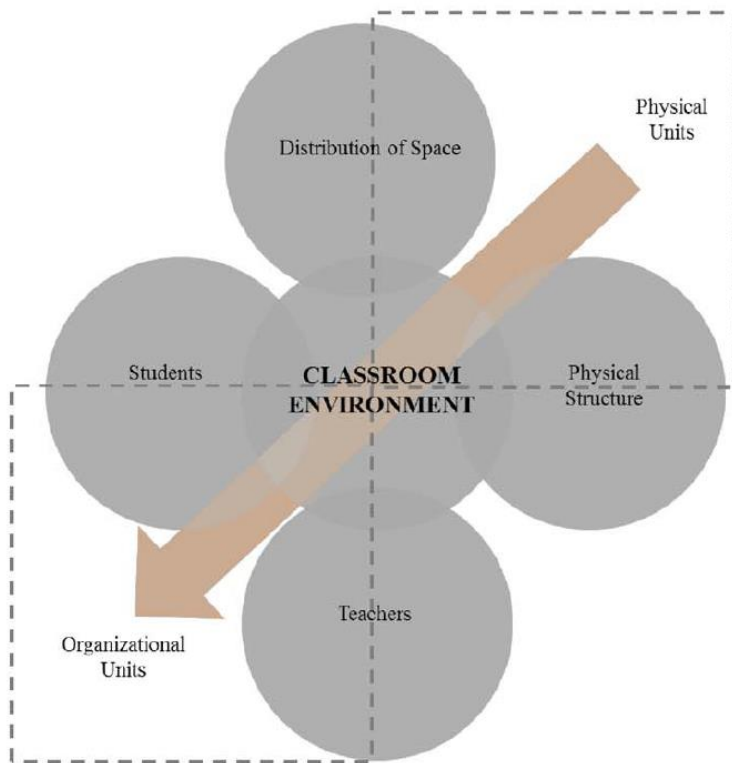 Distribution of Space
Physical
Units
Students
CLASSROOM
ENVIRONMENT
Physical
Structure
Teachers
Organizational
Units